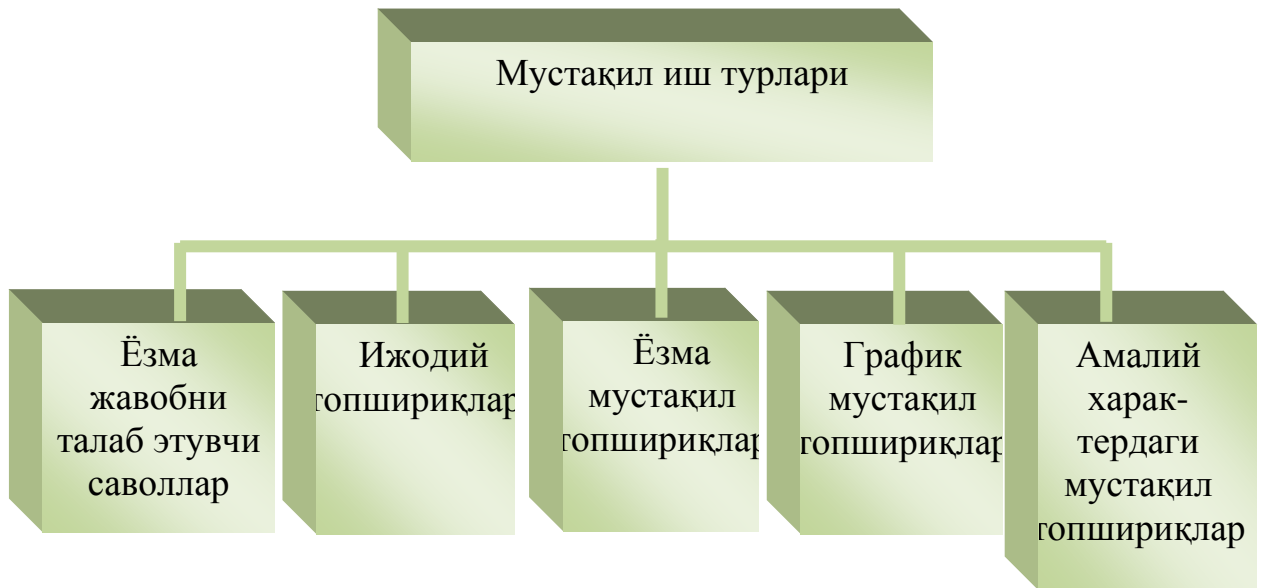 Мустақил иш турлари
Ёзма
жавобни
талаб этувчи
саволлар
Ижодий
топшириқлар
Ёзма
мустақил
топшириқлар
График
мустақил
топшириқлар
Амалий
харак-
тердаги
мустақил
топшириқлар